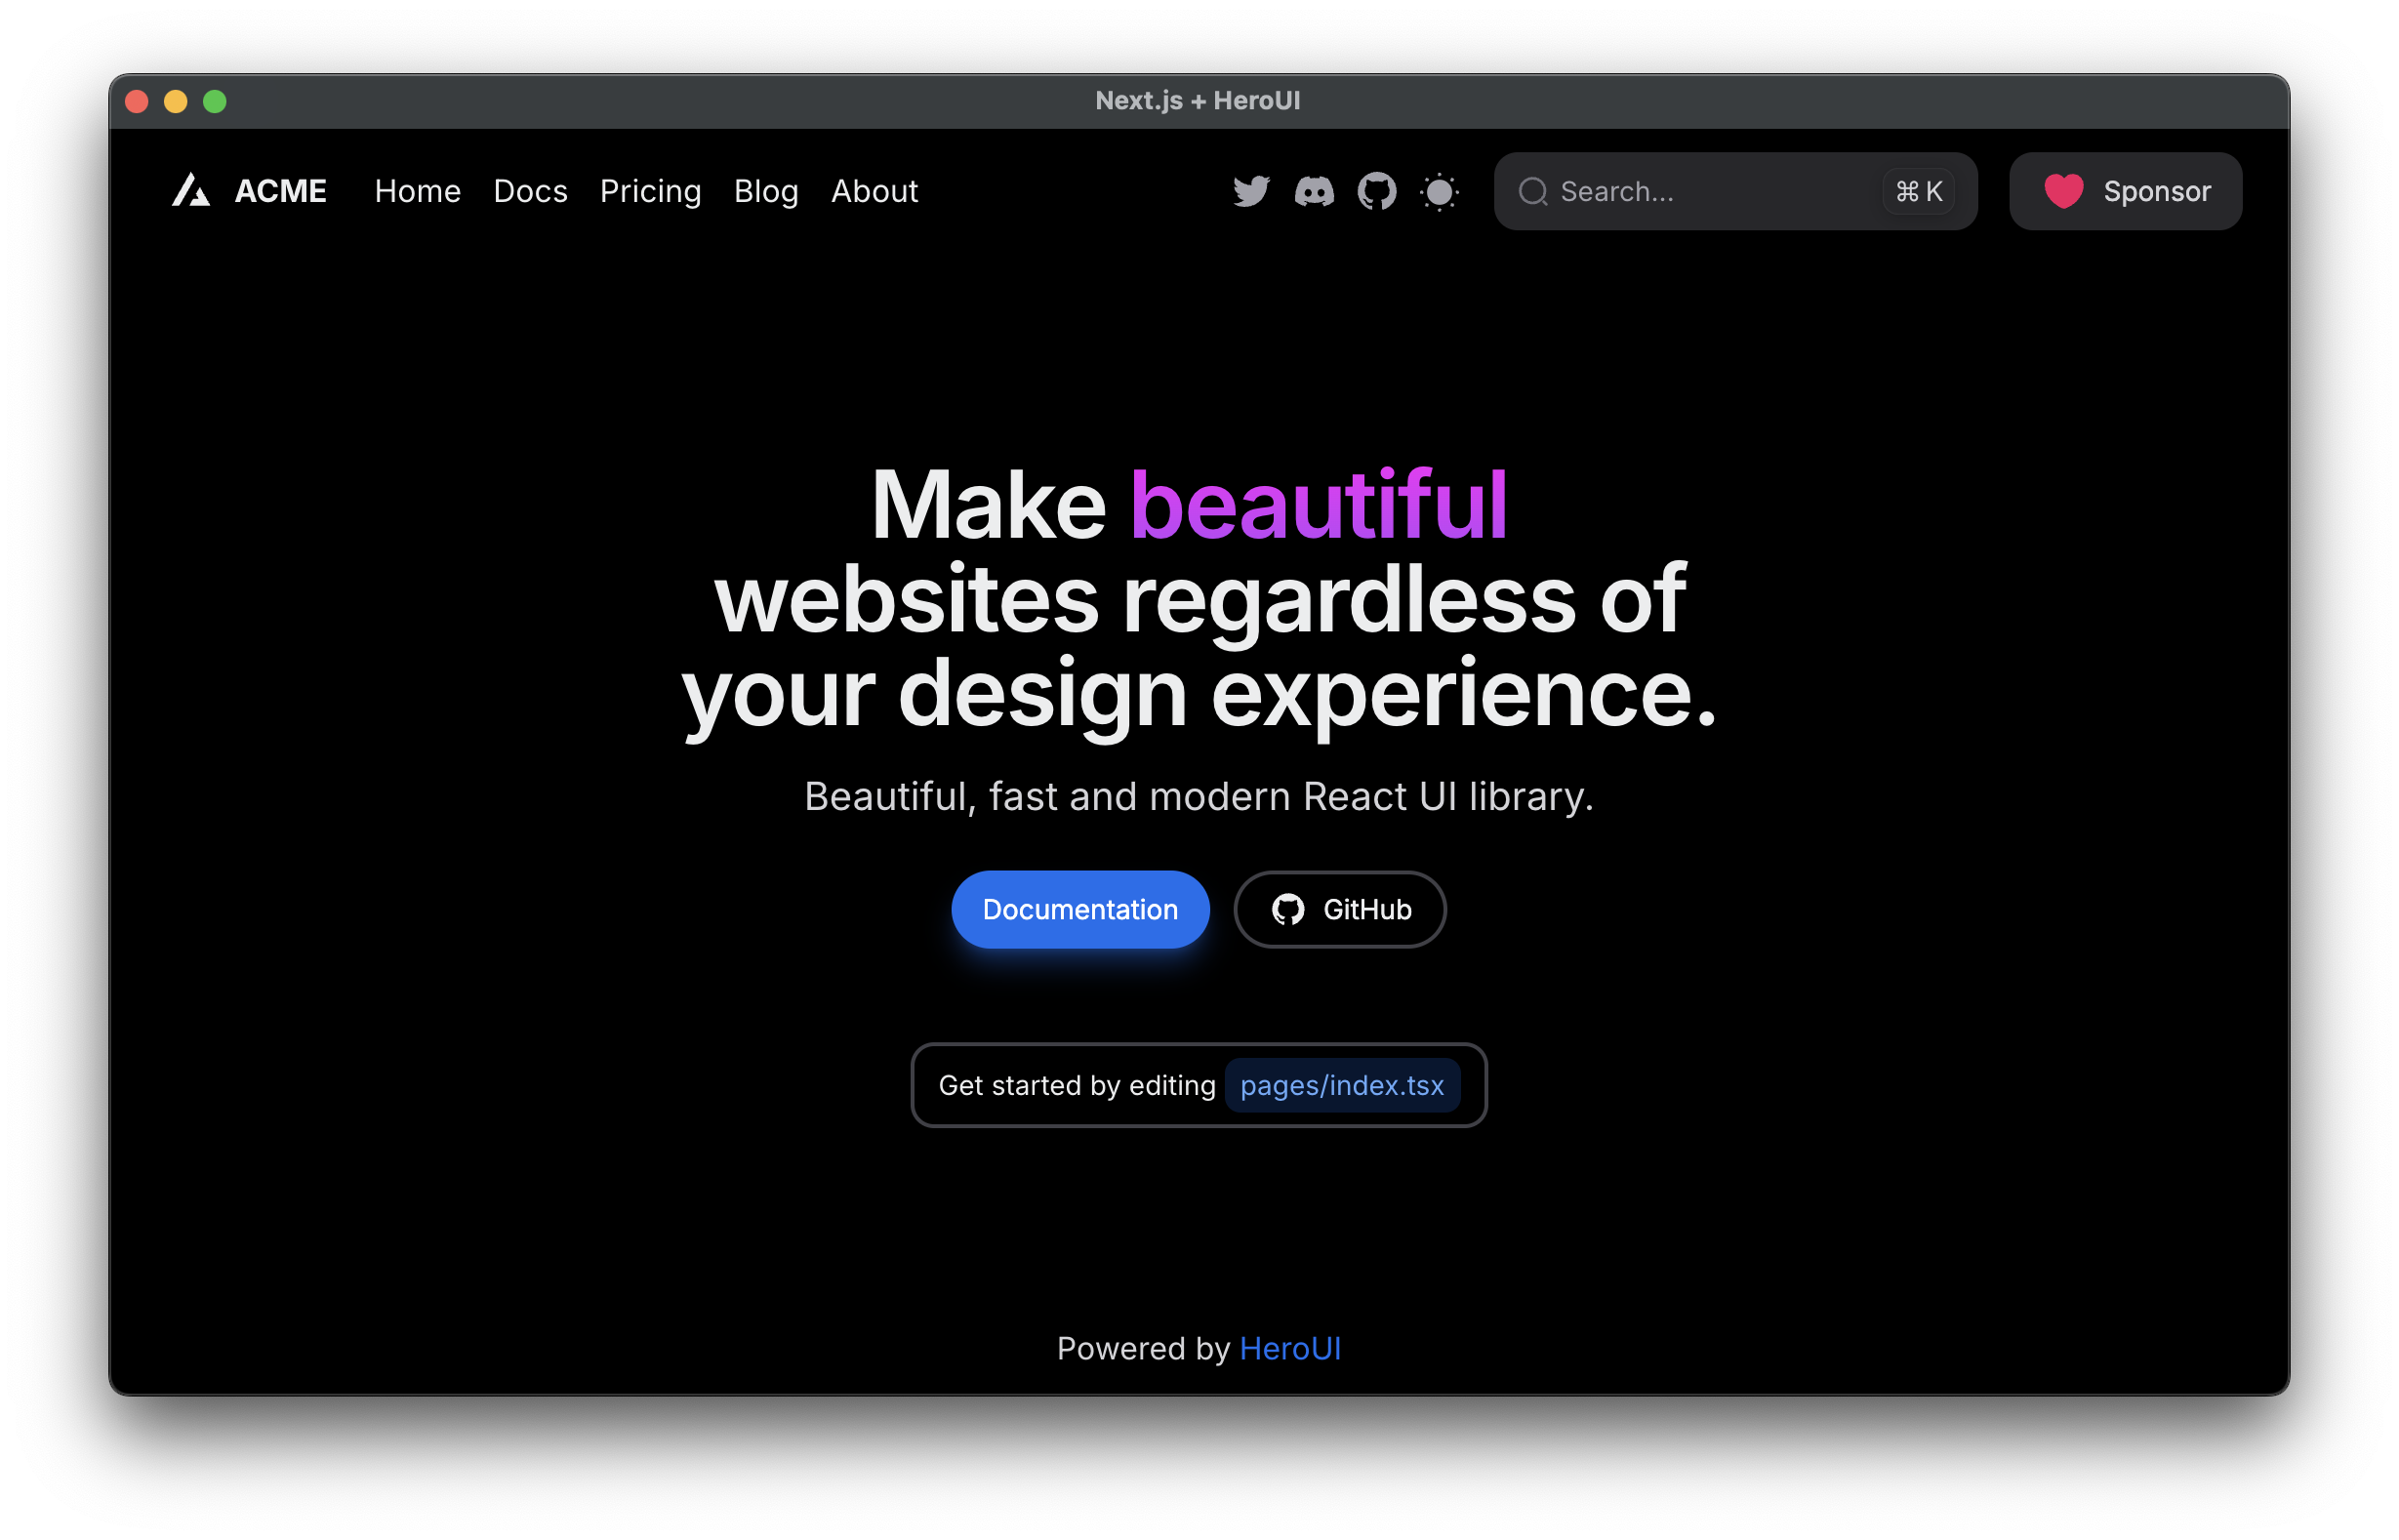 Next.js + HeroUI
ACME Home Docs Pricing Blog About Search... ⌘ K Sponsor
Make beautiful
websites regardless of
your design experience.
Beautiful, fast and modern React UI library.
Documentation GitHub
Get started by editing pages/index.tsx
Powered by HeroUI